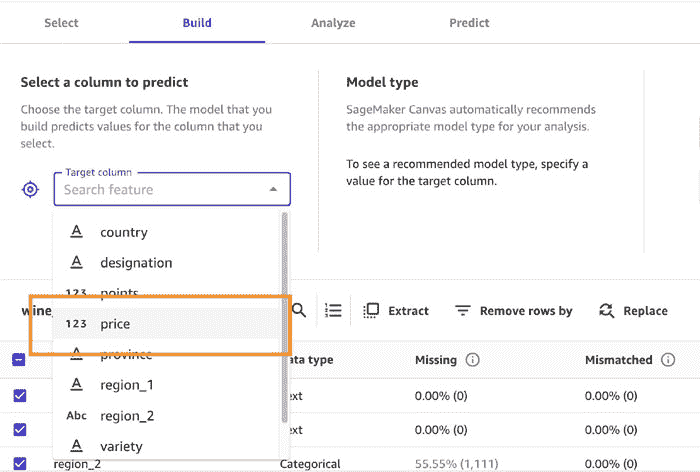 Select Build Analyze Predict
Select a column to predict
Choose the target column. The model that you
build predicts values for the column that you
select.
Model type
SageMaker Canvas automatically recommends
the appropriate model type for your analysis.
To see a recommended model type, specify a
value for the target column.
Target column
Search feature
A country
A designation
123 points
123 price
A province
A region_1
Abc region_2
A variety
wine_
Extract Remove rows by Replace
ata type Missing Mismatched
ext 0.00% (0) 0.00% (0)
ext 0.00% (0) 0.00% (0)
region_2 Categorical 55.55% (1,111) 0.00% (0)